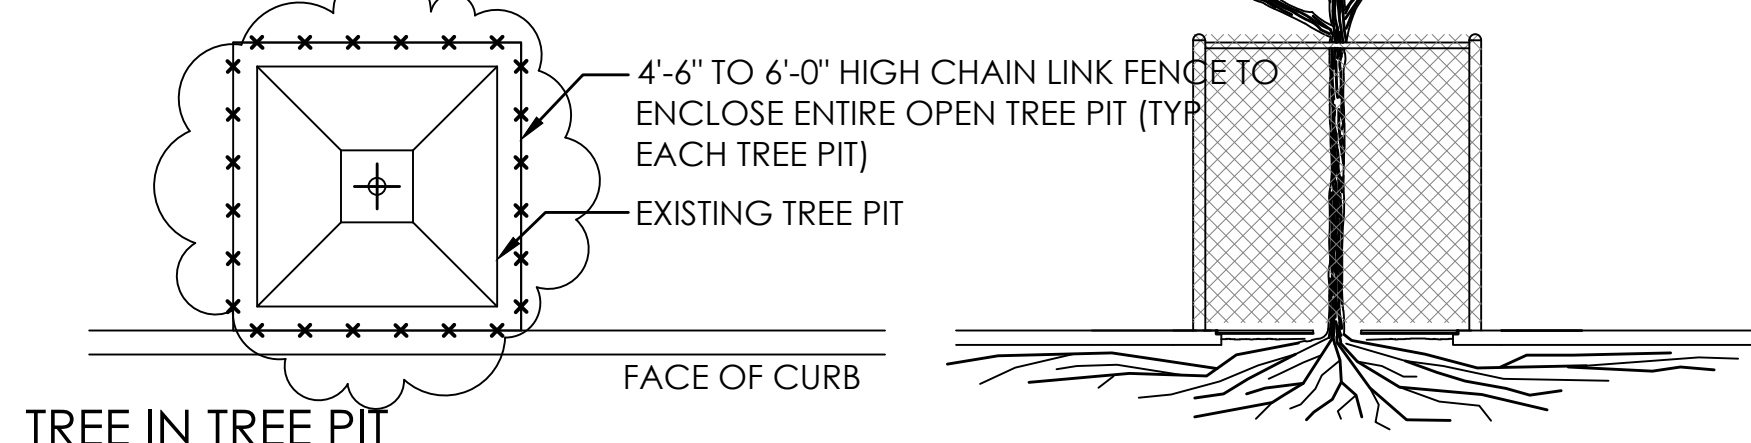 4'-6" TO 6'-0" HIGH CHAIN LINK FENCE TO
ENCLOSE ENTIRE OPEN TREE PIT (TYP
EACH TREE PIT)
EXISTING TREE PIT
FACE OF CURB
TREE IN TREE PIT